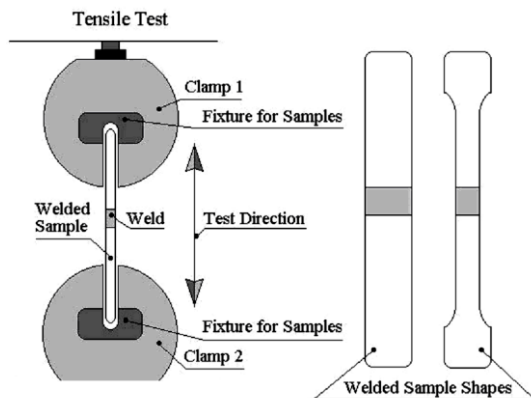 Tensile Test
Clamp 1
Fixture for Samples
Welded
Sample
Weld
Test Direction
Fixture for Samples
Clamp 2
Welded Sample Shapes